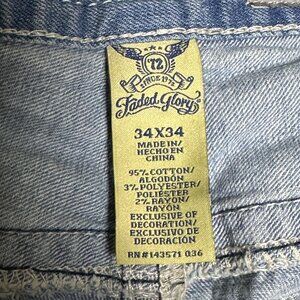 '72
SINCE 1972
Faded Glory®
34X34
MADE IN/
HECHO EN
CHINA
95% COTTON/
ALGODÓN
3% POLYESTER/
POLIÉSTER
2% RAYON/
RAYÓN
EXCLUSIVE OF
DECORATION/
EXCLUSIVO DE
DECORACIÓN
RN#143571 036